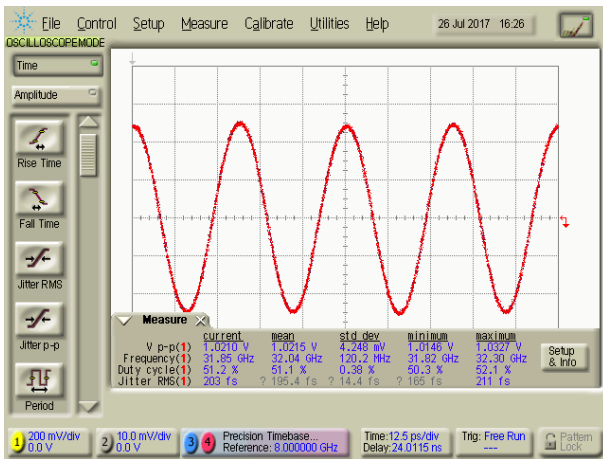 File Control Setup Measure Calibrate Utilities Help 26 Jul 2017 16:26
OSCILLOSCOPEMODE
Time
Amplitude
Rise Time
Fall Time
Jitter RMS
Jitter p-p
Period
Measure
current mean std dev minimum maximum
V p-p(1) 1.0210 V 1.0215 V 4.248 mV 1.0146 V 1.0327 V
Frequency(1) 31.85 GHz 32.04 GHz 120.2 MHz 31.82 GHz 32.30 GHz
Duty cycle(1) 51.2 % 51.1 % 0.38 % 50.3 % 52.1 %
Jitter RMS(1) 203 fs ? 195.4 fs ? 14.4 fs ? 165 fs 211 fs
Setup
& Info
1 200 mV/div
0.0 V
2 10.0 mV/div
0.0 V
3 4 Precision Timebase...
Reference: 8.000000 GHz
Time:12.5 ps/div
Delay:24.0115 ns
Trig: Free Run
---
Pattern
Lock